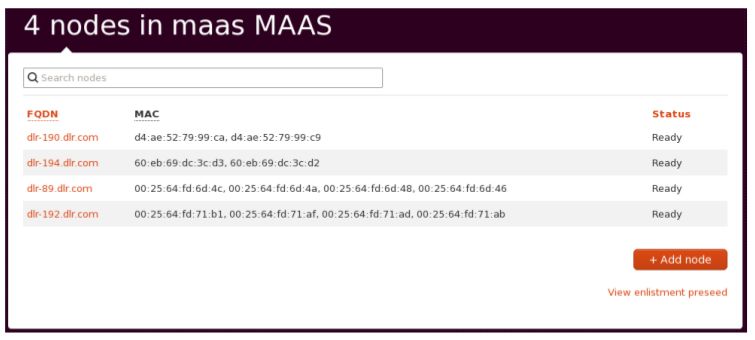 4 nodes in maas MAAS
Search nodes
FQDN MAC Status
dlr-190.dlr.com d4:ae:52:79:99:ca, d4:ae:52:79:99:c9 Ready
dlr-194.dlr.com 60:eb:69:dc:3c:d3, 60:eb:69:dc:3c:d2 Ready
dlr-89.dlr.com 00:25:64:fd:6d:4c, 00:25:64:fd:6d:4a, 00:25:64:fd:6d:48, 00:25:64:fd:6d:46 Ready
dlr-192.dlr.com 00:25:64:fd:71:b1, 00:25:64:fd:71:af, 00:25:64:fd:71:ad, 00:25:64:fd:71:ab Ready
+ Add node
View enlistment preseed